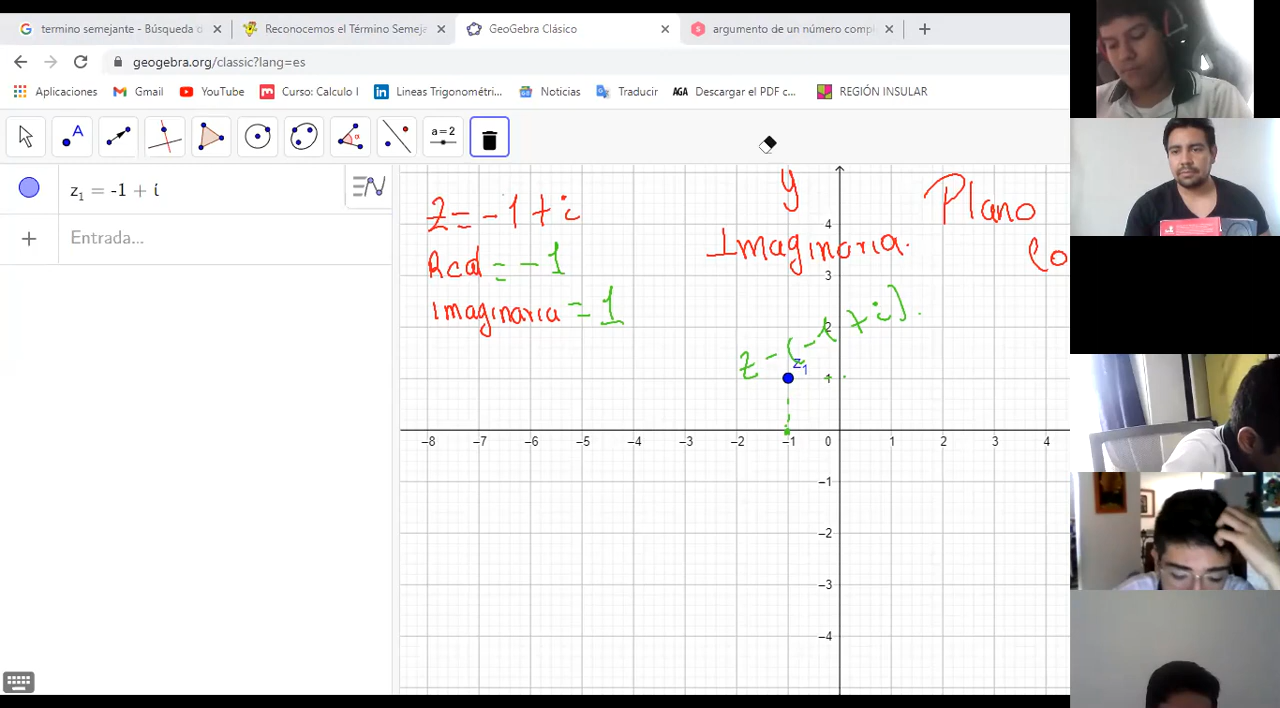 termino semejante - Búsqueda o
Reconocemos el Término Semeja
GeoGebra Clásico
argumento de un número compl
geogebra.org/classic?lang=es
Aplicaciones
Gmail
YouTube
Curso: Calculo I
Lineas Trigonométri...
Noticias
Traducir
AGA Descargar el PDF c...
REGIÓN INSULAR
A
a=2
z₁ = -1 + i
Entrada...
z = -1 + i
Real = -1
Imaginaria = 1
y
Imaginaria.
Plano
Co
z - (-1 + i).
z₁
4
3
2
1
-8 -7 -6 -5 -4 -3 -2 -1 0 1 2 3 4
-1
-2
-3
-4